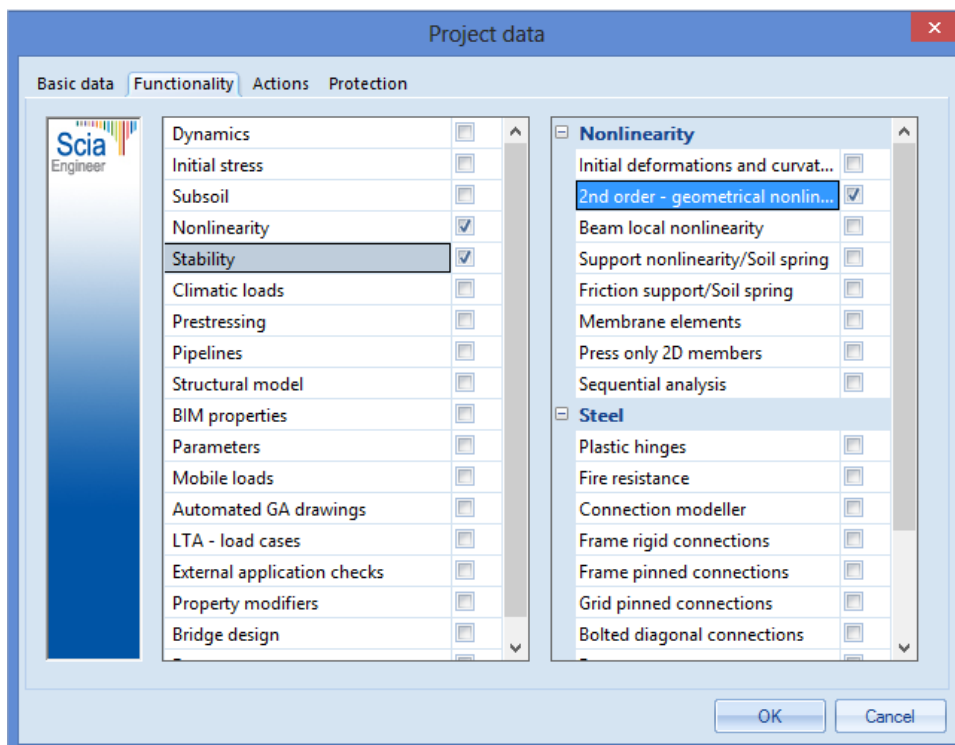 Project data
Basic data Functionality Actions Protection
Scia
Engineer
Dynamics
Initial stress
Subsoil
Nonlinearity
Stability
Climatic loads
Prestressing
Pipelines
Structural model
BIM properties
Parameters
Mobile loads
Automated GA drawings
LTA - load cases
External application checks
Property modifiers
Bridge design
Nonlinearity
Initial deformations and curvat...
2nd order - geometrical nonlin...
Beam local nonlinearity
Support nonlinearity/Soil spring
Friction support/Soil spring
Membrane elements
Press only 2D members
Sequential analysis
Steel
Plastic hinges
Fire resistance
Connection modeller
Frame rigid connections
Frame pinned connections
Grid pinned connections
Bolted diagonal connections
OK Cancel